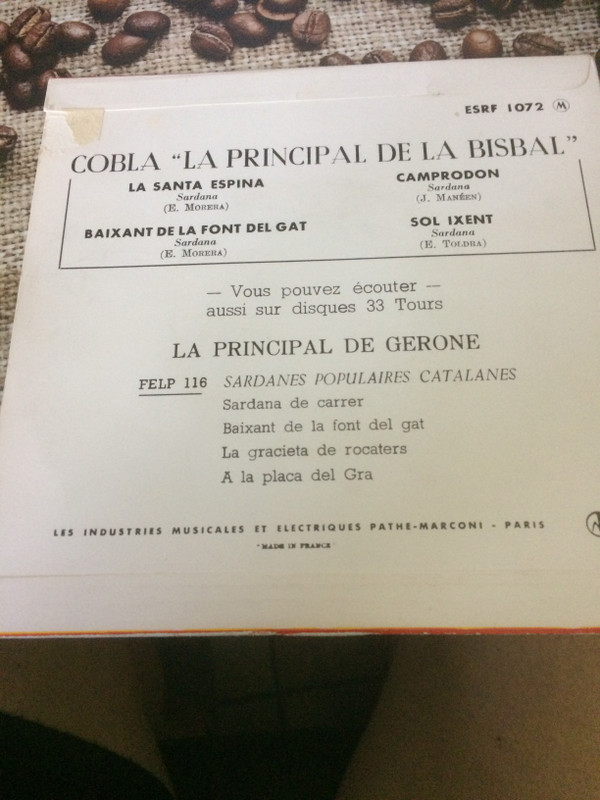 ESRF 1072 M
COBLA “LA PRINCIPAL DE LA BISBAL”
LA SANTA ESPINA
Sardana
(E. MORERA)
BAIXANT DE LA FONT DEL GAT
Sardana
(E. MORERA)
CAMPRODON
Sardana
(J. MANÉEN)
SOL IXENT
Sardana
(E. TOLDRA)
— Vous pouvez écouter —
aussi sur disques 33 Tours
LA PRINCIPAL DE GERONE
FELP 116 SARDANES POPULAIRES CATALANES
Sardana de carrer
Baixant de la font del gat
La gracieta de rocaters
A la placa del Gra
LES INDUSTRIES MUSICALES ET ELECTRIQUES PATHE-MARCONI - PARIS
"MADE IN FRANCE"